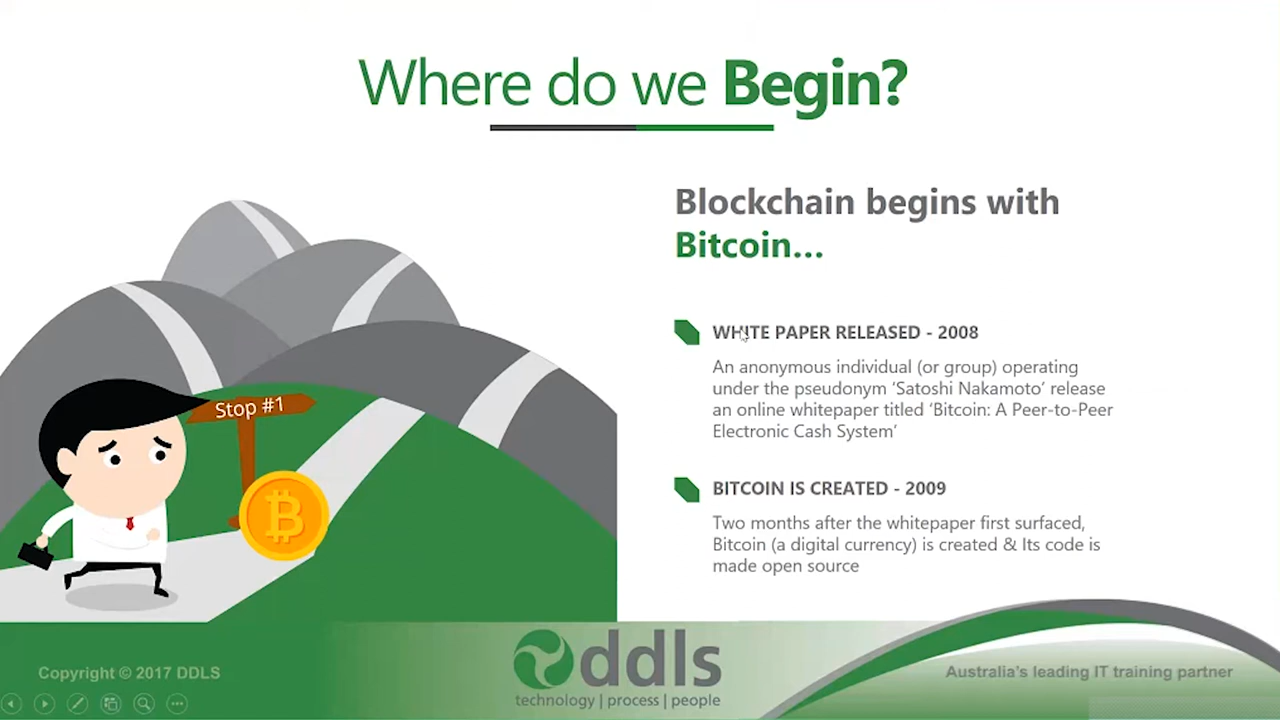 Where do we Begin?
Blockchain begins with
Bitcoin...
WHITE PAPER RELEASED - 2008
An anonymous individual (or group) operating
under the pseudonym ‘Satoshi Nakamoto’ release
an online whitepaper titled ‘Bitcoin: A Peer-to-Peer
Electronic Cash System’
BITCOIN IS CREATED - 2009
Two months after the whitepaper first surfaced,
Bitcoin (a digital currency) is created & Its code is
made open source
Stop #1
Copyright © 2017 DDLS
ddls
technology | process | people
Australia's leading IT training partner